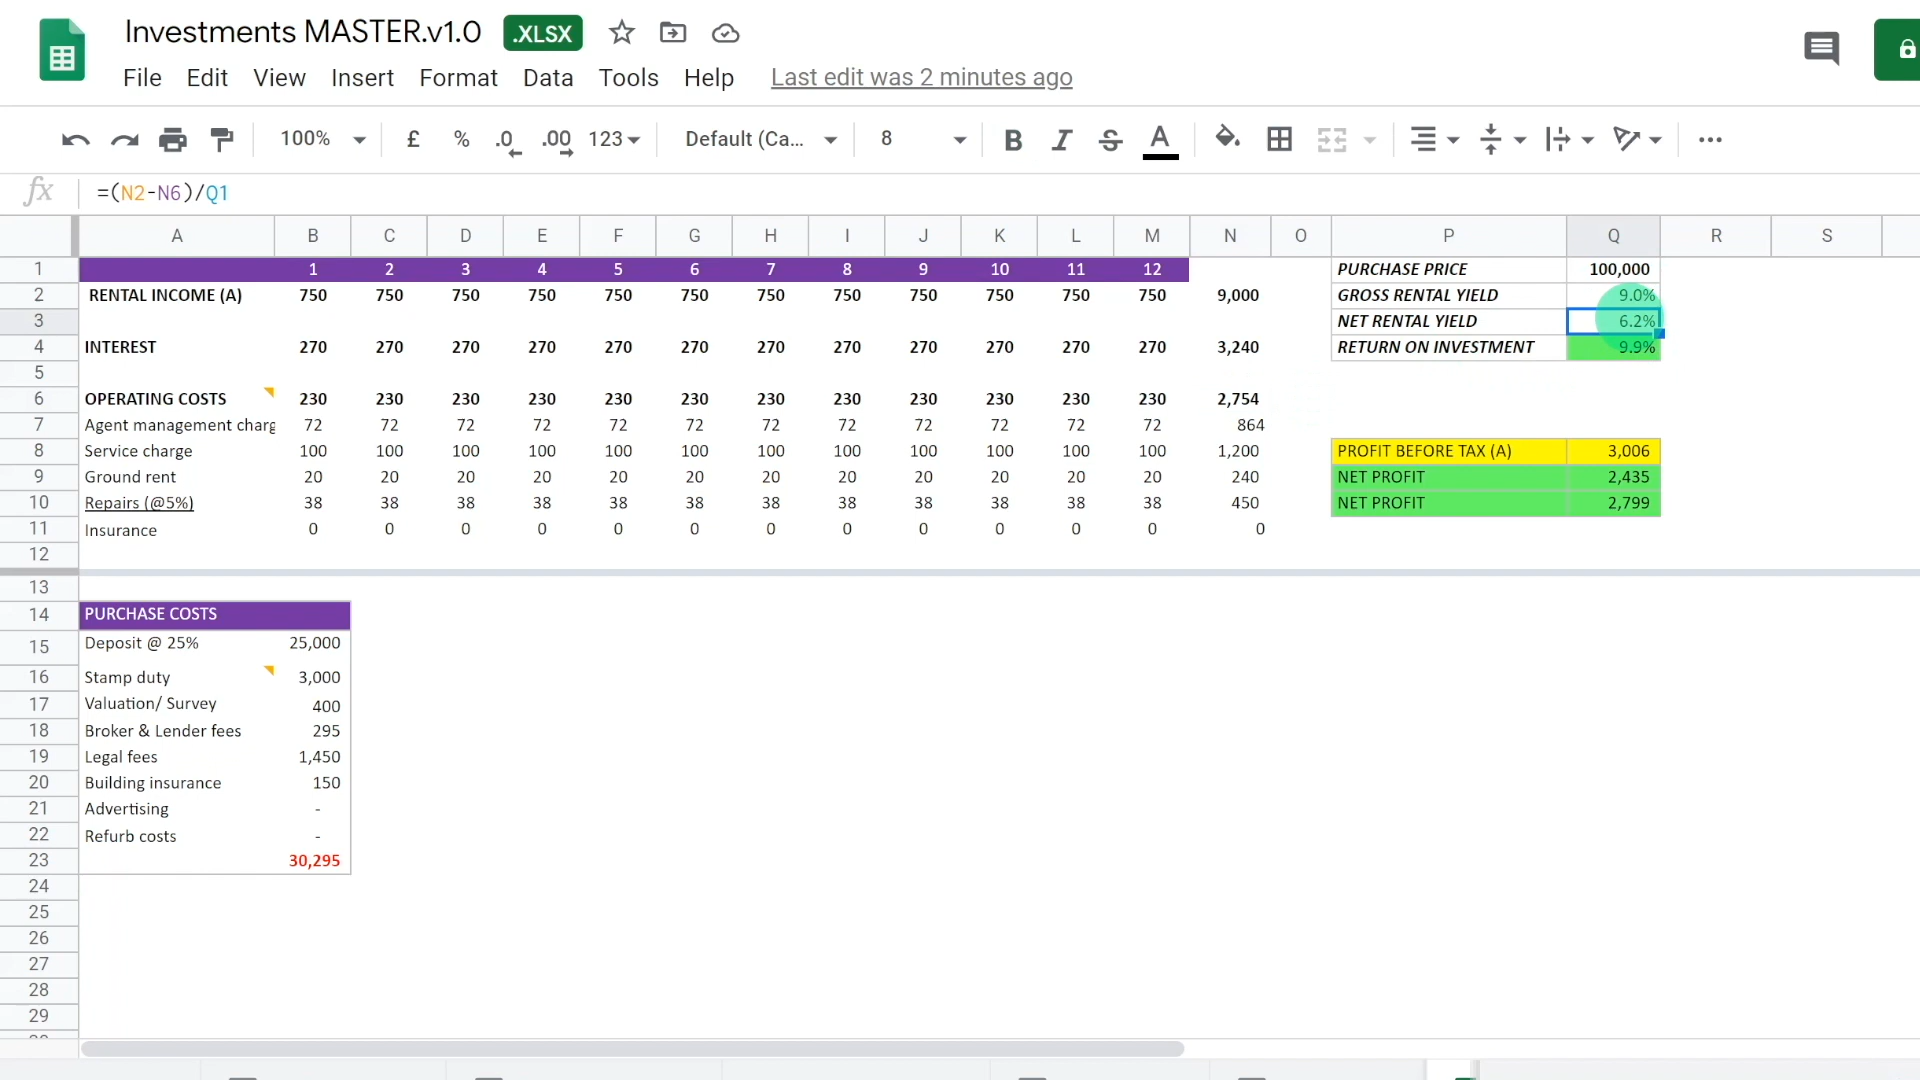 Investments MASTER.v1.0 .XLSX
File Edit View Insert Format Data Tools Help Last edit was 2 minutes ago
100% £ % .0 .00 123 Default (Ca... 8 B I S A
fx =(N2-N6)/Q1
A B C D E F G H I J K L M N O P Q R S
1 1 2 3 4 5 6 7 8 9 10 11 12 PURCHASE PRICE 100,000
2 RENTAL INCOME (A) 750 750 750 750 750 750 750 750 750 750 750 750 9,000 GROSS RENTAL YIELD 9.0%
3 NET RENTAL YIELD 6.2%
4 INTEREST 270 270 270 270 270 270 270 270 270 270 270 270 3,240 RETURN ON INVESTMENT 9.9%
5
6 OPERATING COSTS 230 230 230 230 230 230 230 230 230 230 230 230 2,754
7 Agent management charg 72 72 72 72 72 72 72 72 72 72 72 72 864
8 Service charge 100 100 100 100 100 100 100 100 100 100 100 100 1,200 PROFIT BEFORE TAX (A) 3,006
9 Ground rent 20 20 20 20 20 20 20 20 20 20 20 20 240 NET PROFIT 2,435
10 Repairs (@5%) 38 38 38 38 38 38 38 38 38 38 38 38 450 NET PROFIT 2,799
11 Insurance 0 0 0 0 0 0 0 0 0 0 0 0 0
12
13
14 PURCHASE COSTS
15 Deposit @ 25% 25,000
16 Stamp duty 3,000
17 Valuation/ Survey 400
18 Broker & Lender fees 295
19 Legal fees 1,450
20 Building insurance 150
21 Advertising -
22 Refurb costs -
23 30,295
24
25
26
27
28
29